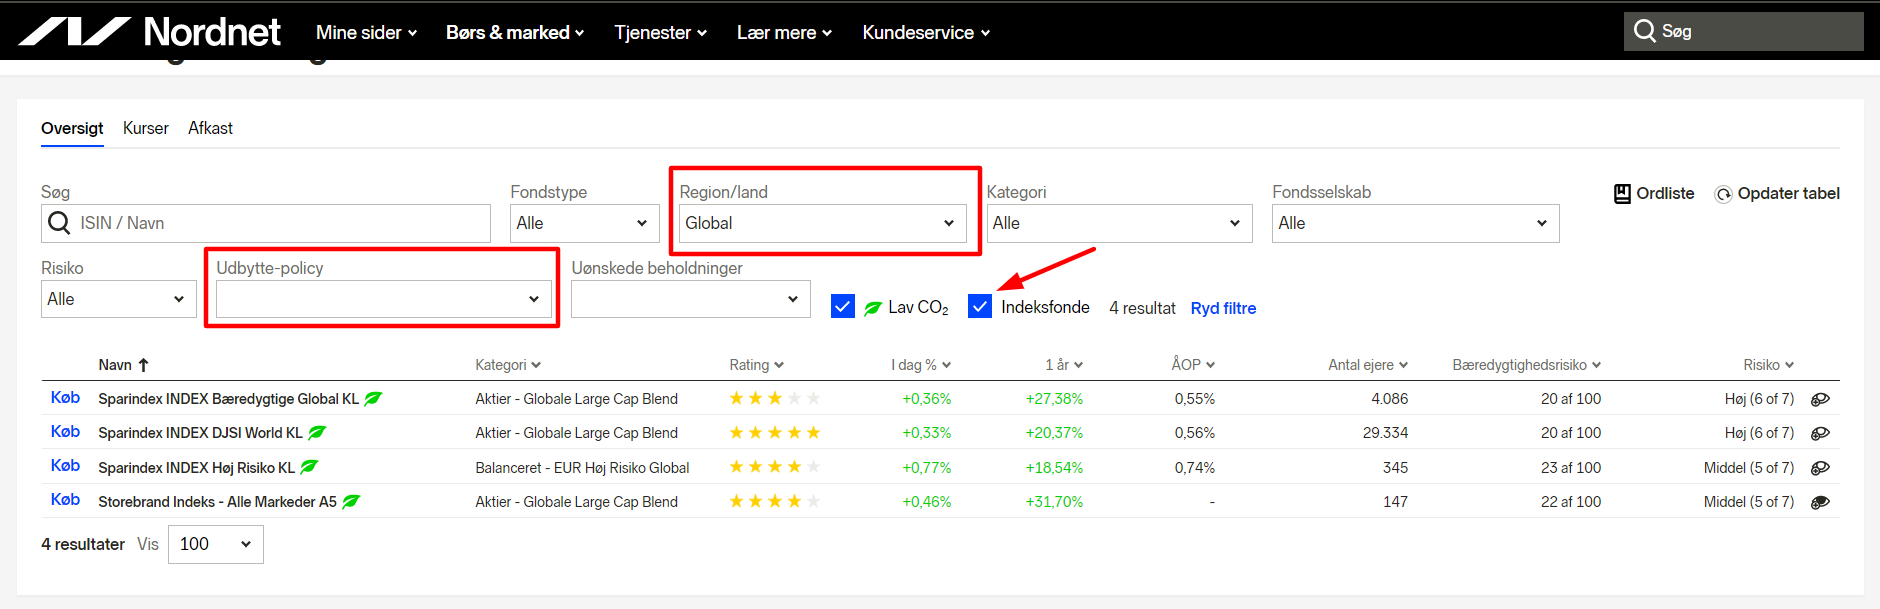 Nordnet Mine sider Børs & marked Tjenester Lær mere Kundeservice Søg
Oversigt Kurser Afkast
Søg Fondstype Region/land Kategori Fondsselskab
ISIN / Navn Alle Global Alle Alle Ordliste Opdater tabel
Risiko Udbytte-policy Uønskede beholdninger
Alle Lav CO₂ Indeksfonde 4 resultat Ryd filtre
Navn Kategori Rating I dag % 1 år ÅOP Antal ejere Bæredygtighedsrisiko Risiko
Køb Sparindex INDEX Bæredygtige Global KL Aktier - Globale Large Cap Blend +0,36% +27,38% 0,55% 4.086 20 af 100 Høj (6 of 7)
Køb Sparindex INDEX DJSI World KL Aktier - Globale Large Cap Blend +0,33% +20,37% 0,56% 29.334 20 af 100 Høj (6 of 7)
Køb Sparindex INDEX Høj Risiko KL Balanceret - EUR Høj Risiko Global +0,77% +18,54% 0,74% 345 23 af 100 Middel (5 of 7)
Køb Storebrand Indeks - Alle Markeder A5 Aktier - Globale Large Cap Blend +0,46% +31,70% - 147 22 af 100 Middel (5 of 7)
4 resultater Vis 100